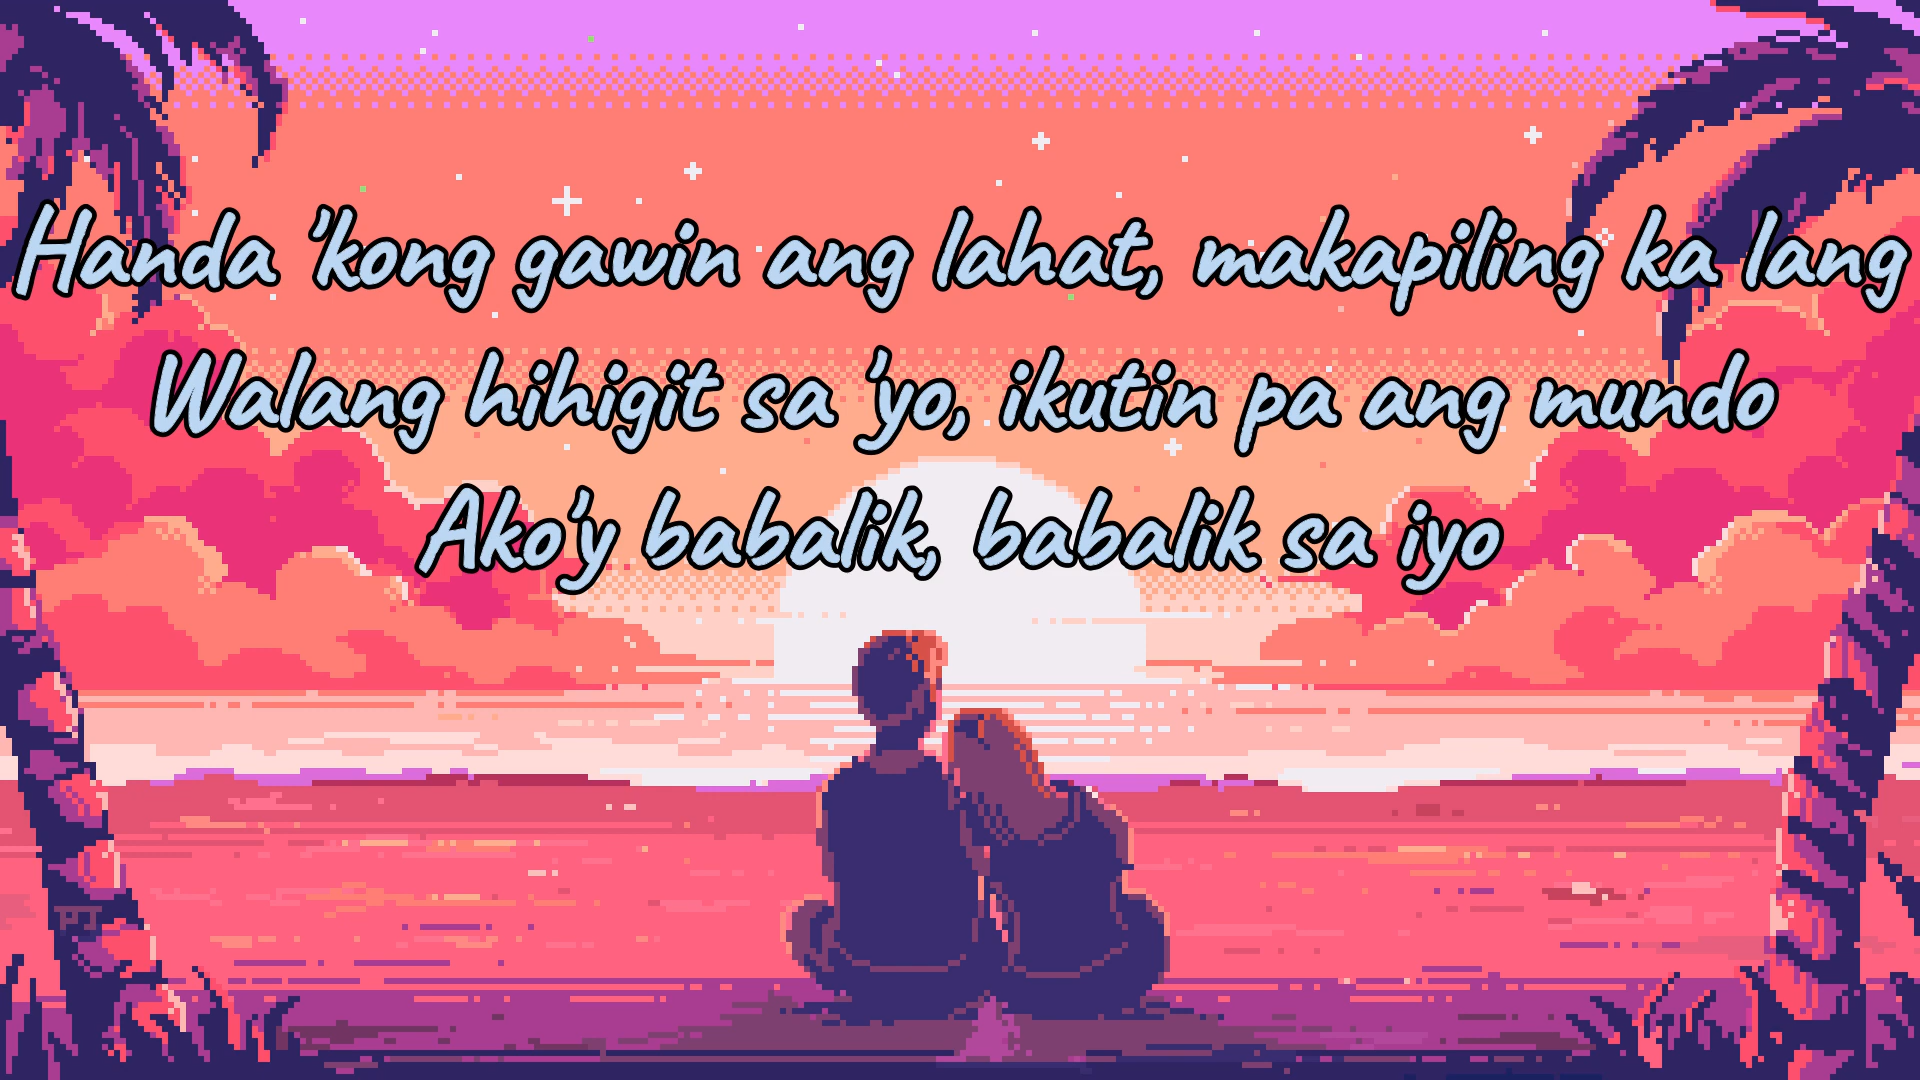 Handa 'kong gawin ang lahat, makapiling ka lang
Walang hihigit sa 'yo, ikutin pa ang mundo
Ako'y babalik, babalik sa iyo